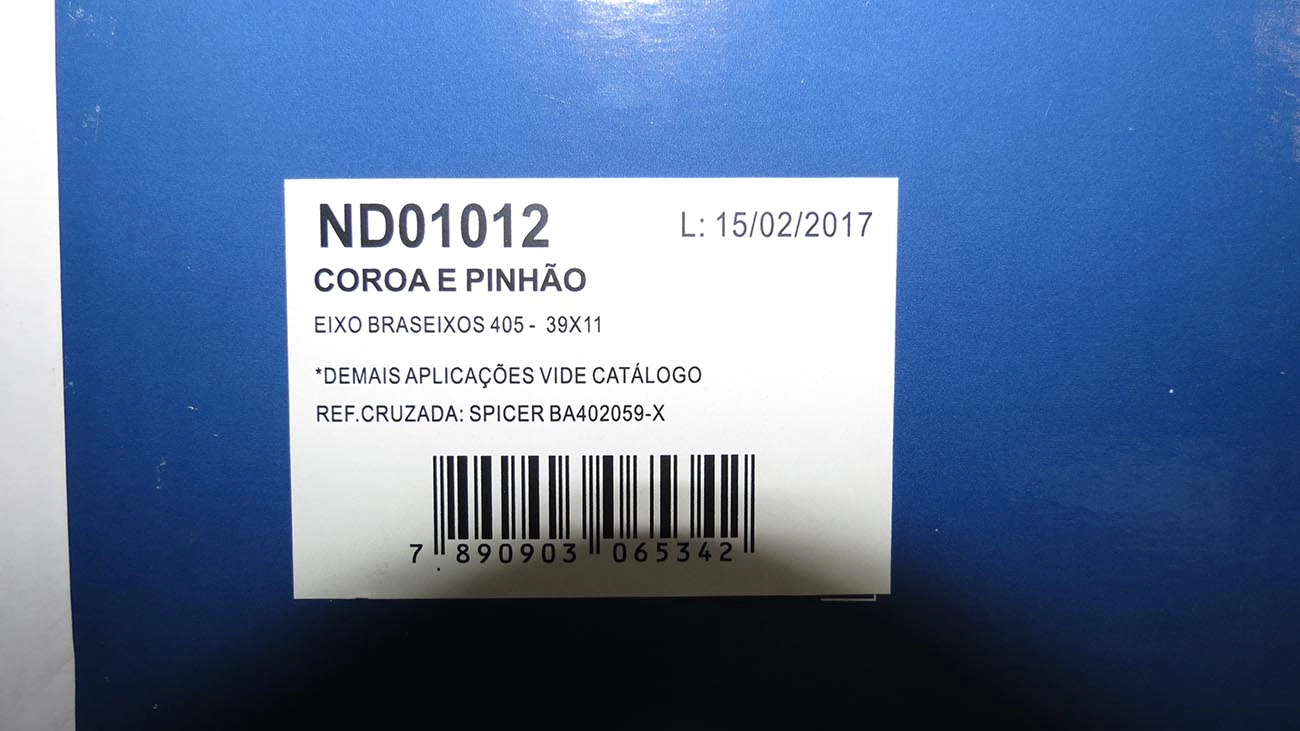 ND01012 L: 15/02/2017
COROA E PINHÃO
EIXO BRASEIXOS 405 - 39X11
*DEMAIS APLICAÇÕES VIDE CATÁLOGO
REF.CRUZADA: SPICER BA402059-X
7 890903 065342